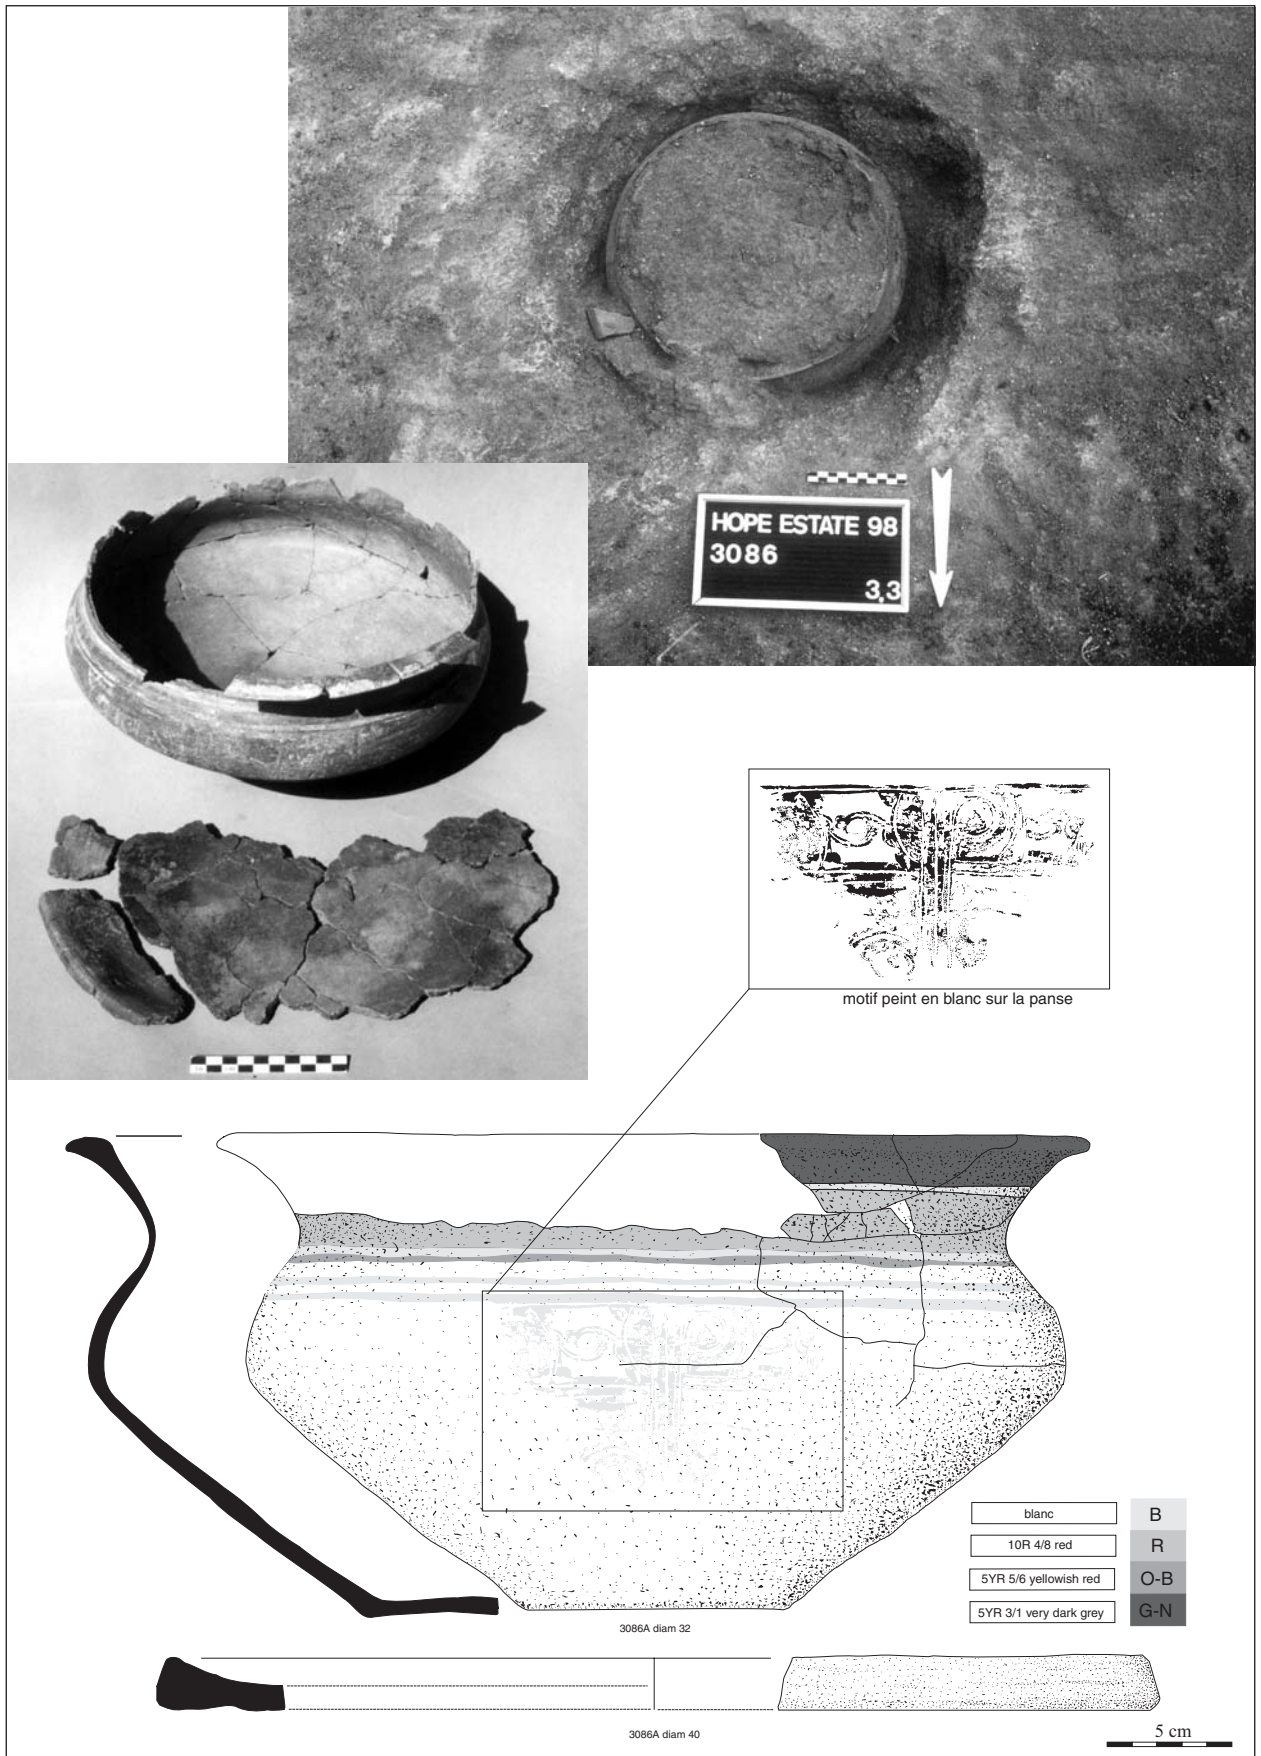 HOPE ESTATE 98
3086
3,3
motif peint en blanc sur la panse
blanc B
10R 4/8 red R
5YR 5/6 yellowish red O-B
5YR 3/1 very dark grey G-N
3086A diam 32
3086A diam 40
5 cm